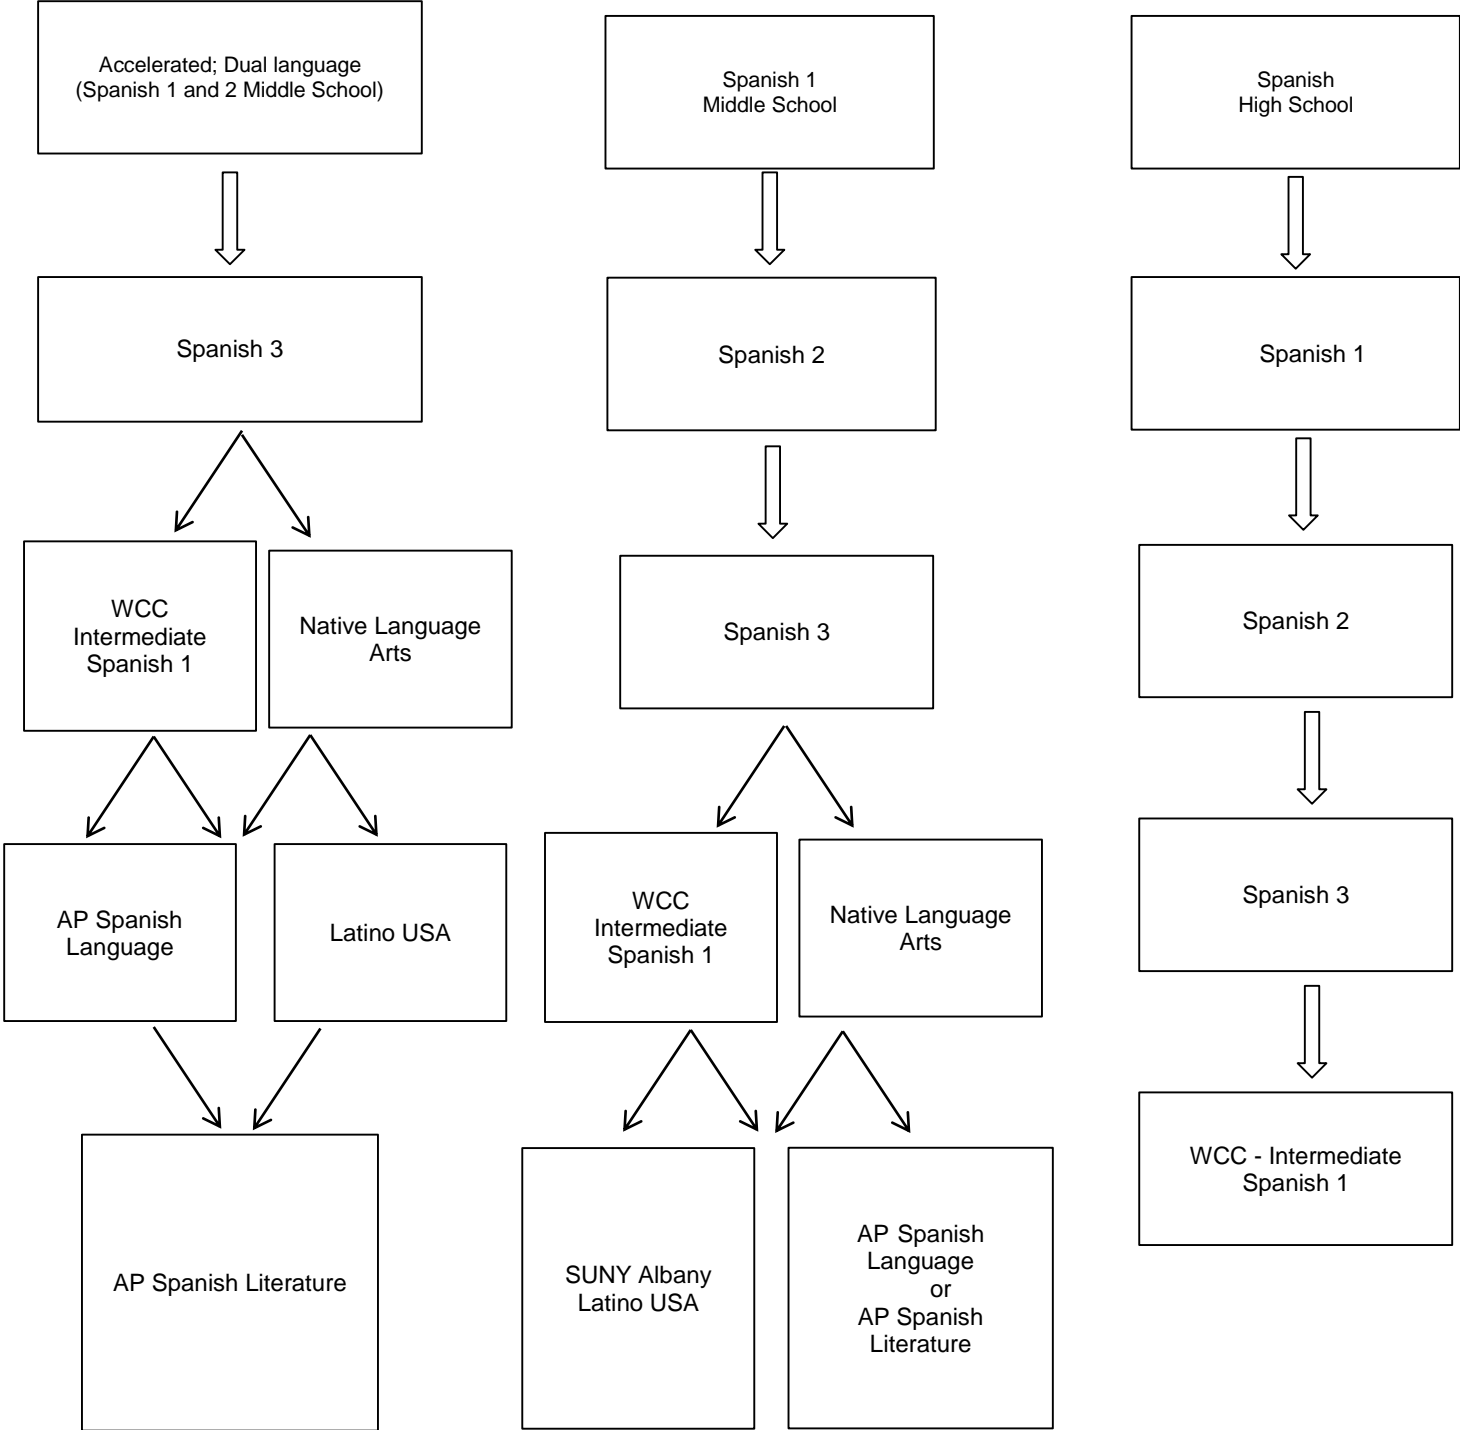 Accelerated; Dual language
(Spanish 1 and 2 Middle School)
Spanish 1
Middle School
Spanish
High School
Spanish 3
Spanish 2
Spanish 1
WCC
Intermediate
Spanish 1
Native Language
Arts
Spanish 3
Spanish 2
AP Spanish
Language
Latino USA
WCC
Intermediate
Spanish 1
Native Language
Arts
Spanish 3
AP Spanish Literature
SUNY Albany
Latino USA
AP Spanish
Language
or
AP Spanish
Literature
WCC - Intermediate
Spanish 1